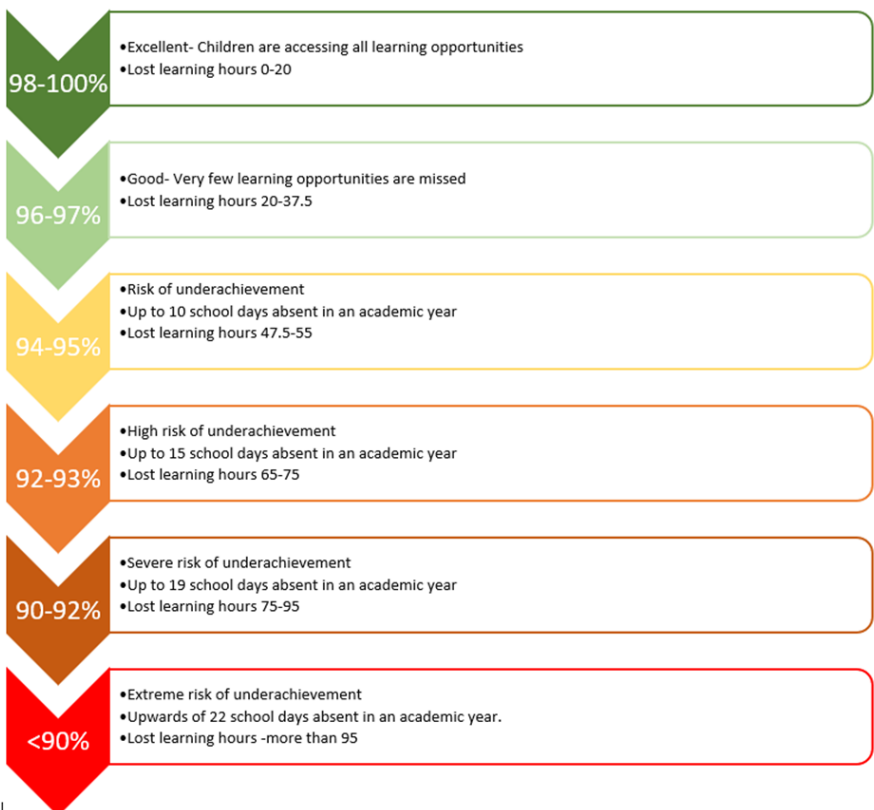 98-100%
•Excellent- Children are accessing all learning opportunities
•Lost learning hours 0-20
96-97%
•Good- Very few learning opportunities are missed
•Lost learning hours 20-37.5
94-95%
•Risk of underachievement
•Up to 10 school days absent in an academic year
•Lost learning hours 47.5-55
92-93%
•High risk of underachievement
•Up to 15 school days absent in an academic year
•Lost learning hours 65-75
90-92%
•Severe risk of underachievement
•Up to 19 school days absent in an academic year
•Lost learning hours 75-95
<90%
•Extreme risk of underachievement
•Upwards of 22 school days absent in an academic year.
•Lost learning hours -more than 95